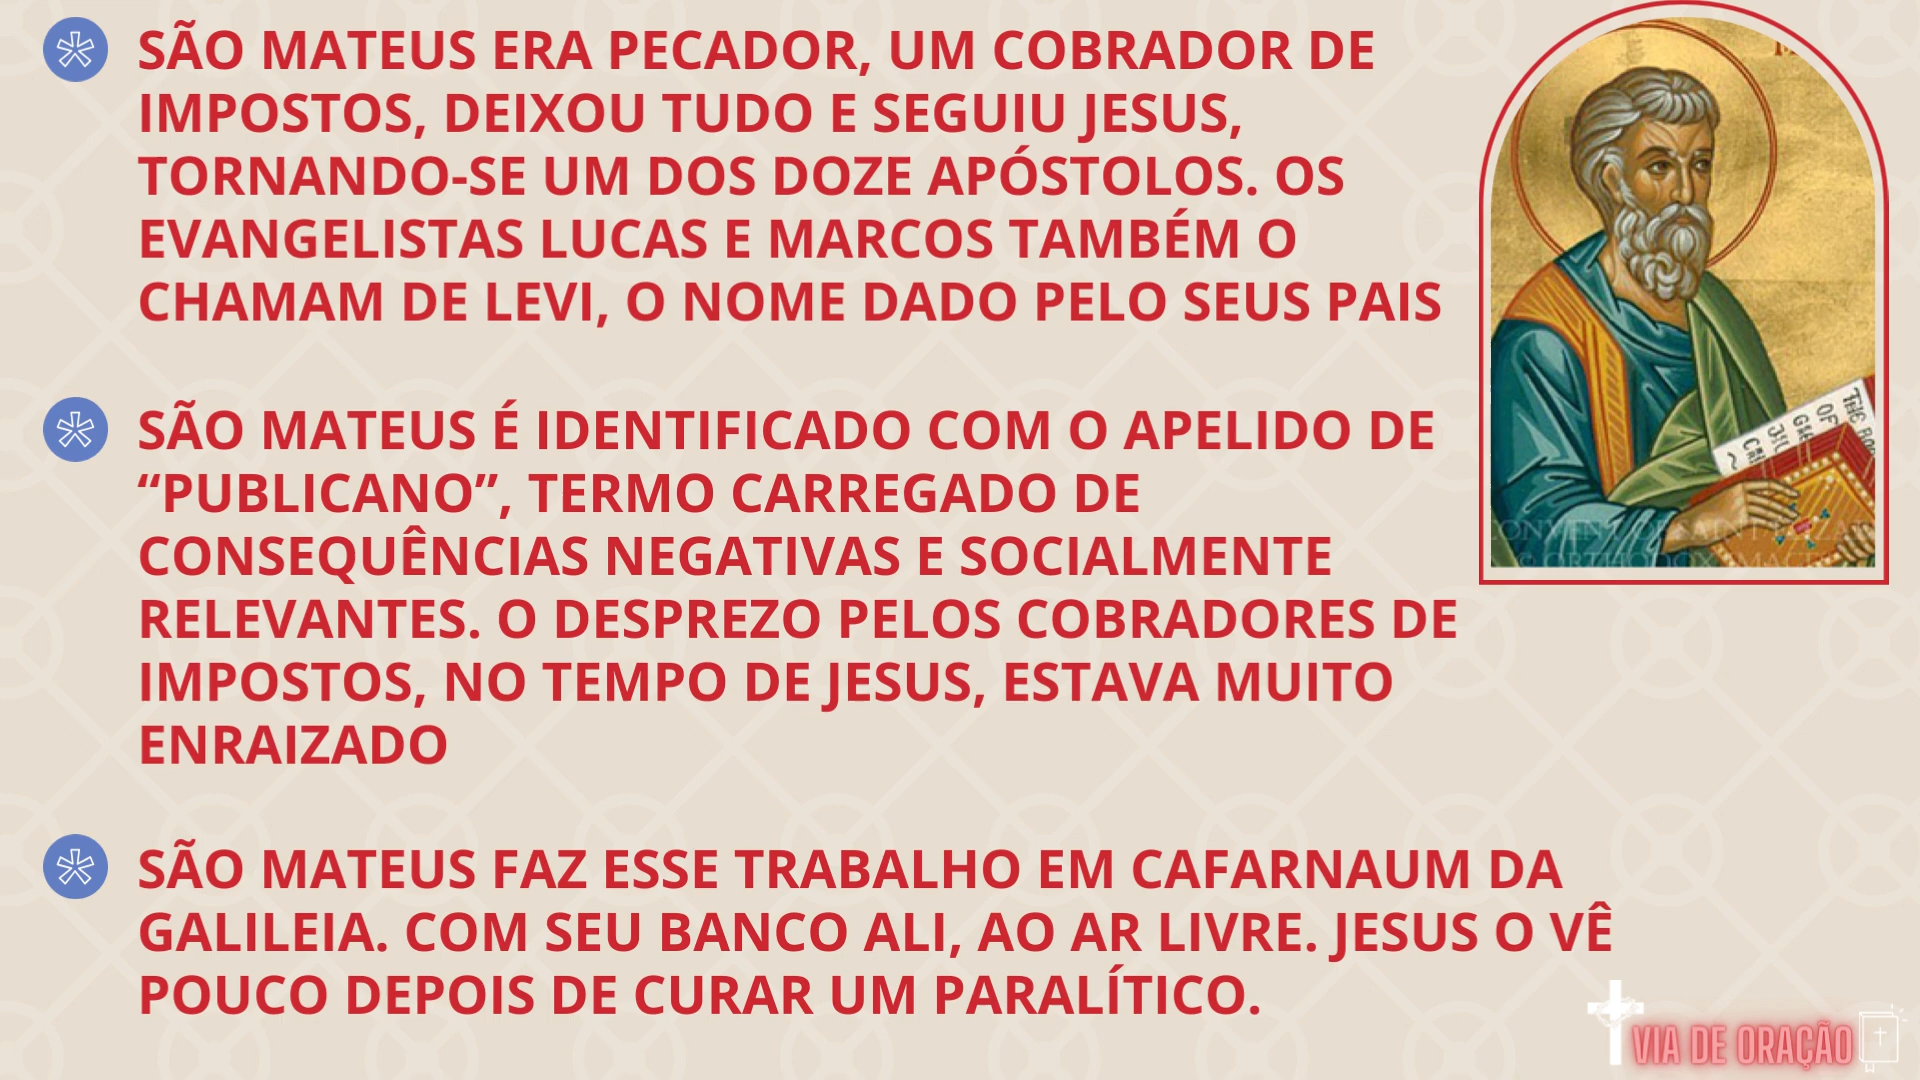 SÃO MATEUS ERA PECADOR, UM COBRADOR DE
IMPOSTOS, DEIXOU TUDO E SEGUIU JESUS,
TORNANDO-SE UM DOS DOZE APÓSTOLOS. OS
EVANGELISTAS LUCAS E MARCOS TAMBÉM O
CHAMAM DE LEVI, O NOME DADO PELO SEUS PAIS
SÃO MATEUS É IDENTIFICADO COM O APELIDO DE
“PUBLICANO”, TERMO CARREGADO DE
CONSEQUÊNCIAS NEGATIVAS E SOCIALMENTE
RELEVANTES. O DESPREZO PELOS COBRADORES DE
IMPOSTOS, NO TEMPO DE JESUS, ESTAVA MUITO
ENRAIZADO
SÃO MATEUS FAZ ESSE TRABALHO EM CAFARNAUM DA
GALILEIA. COM SEU BANCO ALI, AO AR LIVRE. JESUS O VÊ
POUCO DEPOIS DE CURAR UM PARALÍTICO.
THE
OF
VIA DE ORAÇÃO